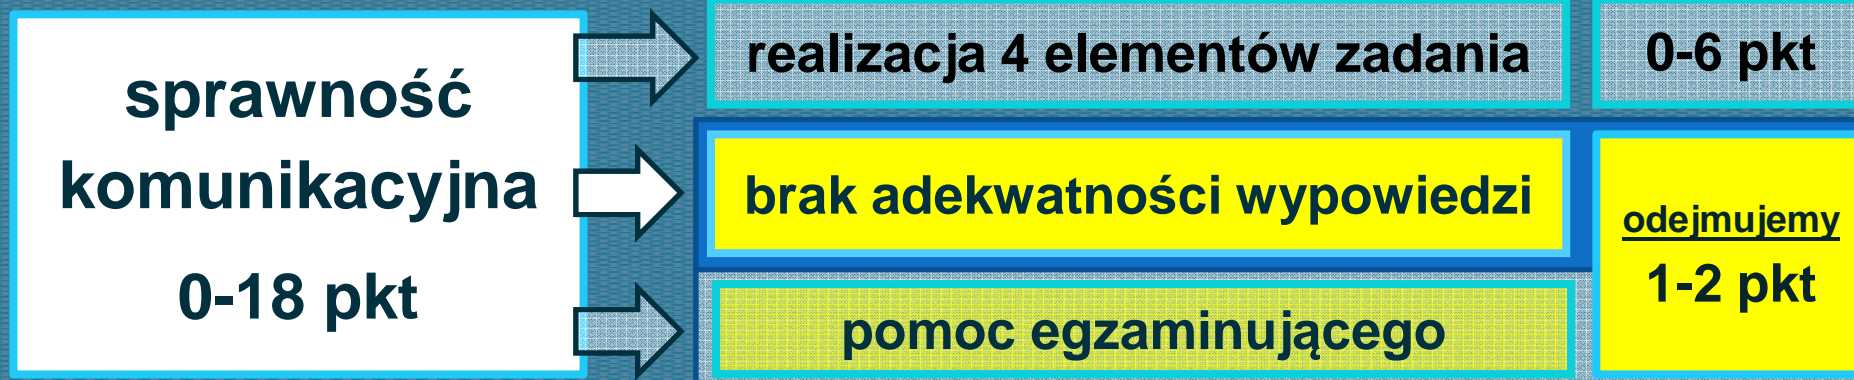 sprawność
komunikacyjna
0-18 pkt
realizacja 4 elementów zadania
0-6 pkt
brak adekwatności wypowiedzi
pomoc egzaminującego
odejmujemy
1-2 pkt